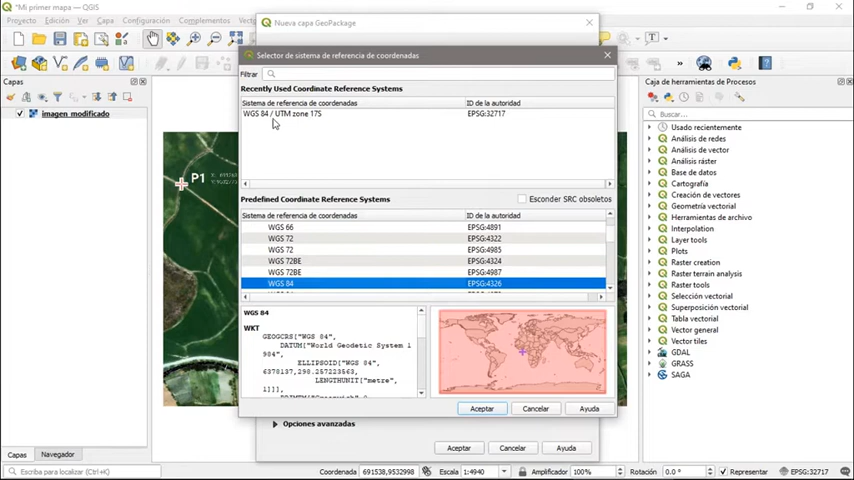 *Mi primer mapa — QGIS
Proyecto Edición Ver Capa Configuración Complementos Vect
Nueva capa GeoPackage
Selector de sistema de referencia de coordenadas
Filtrar
Recently Used Coordinate Reference Systems
Sistema de referencia de coordenadas ID de la autoridad
WGS 84 / UTM zone 17S EPSG:32717
Predefined Coordinate Reference Systems Esconder SRC obsoletos
Sistema de referencia de coordenadas ID de la autoridad
WGS 66 EPSG:4891
WGS 72 EPSG:4322
WGS 72 EPSG:4985
WGS 72BE EPSG:4324
WGS 72BE EPSG:4987
WGS 84 EPSG:4326
WGS 84
WKT
GEOGCRS["WGS 84",
DATUM["World Geodetic System 1
984",
ELLIPSOID["WGS 84",
6378137,298.257223563,
LENGTHUNIT["metre",
1]]],
Aceptar Cancelar Ayuda
Opciones avanzadas
Aceptar Cancelar Ayuda
Capas
imagen_modificado
P1
Capas Navegador
Caja de herramientas de Procesos
Buscar...
Usado recientemente
Análisis de redes
Análisis de vector
Análisis ráster
Base de datos
Cartografía
Creación de vectores
Geometría vectorial
Herramientas de archivo
Interpolation
Layer tools
Plots
Raster creation
Raster terrain analysis
Raster tools
Selección vectorial
Superposición vectorial
Tabla vectorial
Vector general
Vector tiles
GDAL
GRASS
SAGA
Escriba para localizar (Ctrl+K) Coordenada 691538,9532998 Escala 1:4940 Amplificador 100% Rotación 0.0 ° Representar EPSG:32717